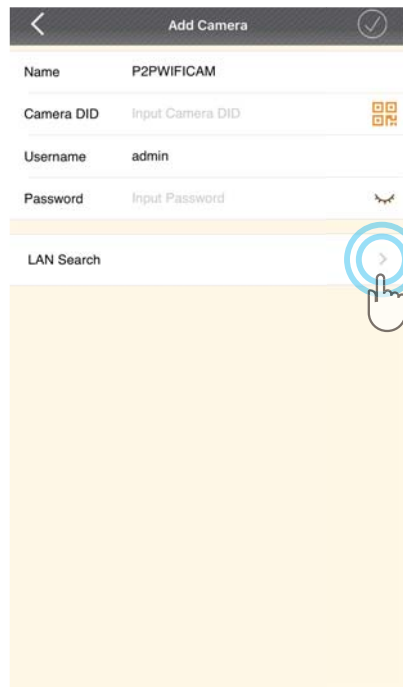 Add Camera
Name P2PWIFICAM
Camera DID Input Camera DID
Username admin
Password Input Password
LAN Search